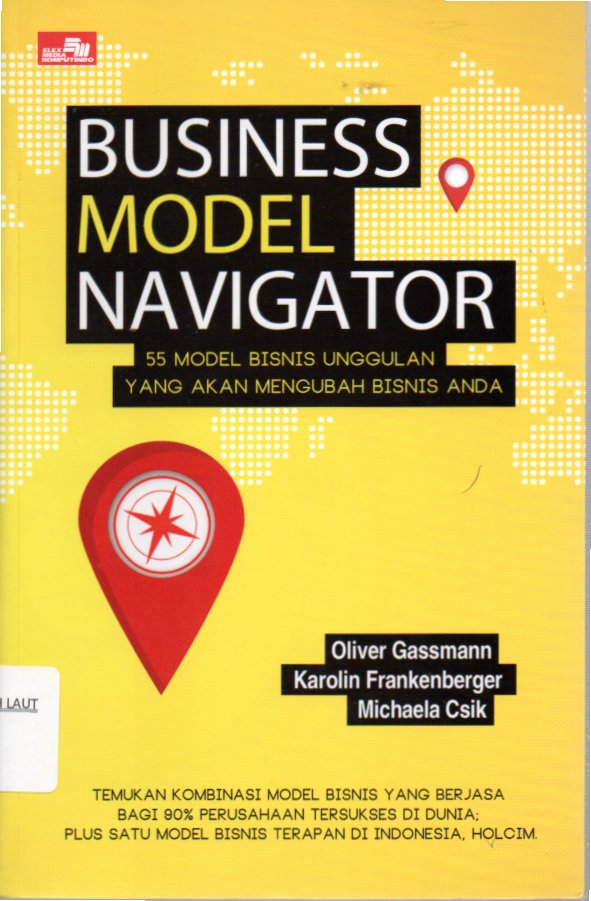 ELEX
MEDIA
KOMPUTINDO
BUSINESS
MODEL
NAVIGATOR
55 MODEL BISNIS UNGGULAN
YANG AKAN MENGUBAH BISNIS ANDA
Oliver Gassmann
Karolin Frankenberger
Michaela Csik
H LAUT
TEMUKAN KOMBINASI MODEL BISNIS YANG BERJASA
BAGI 90% PERUSAHAAN TERSUKSES DI DUNIA;
PLUS SATU MODEL BISNIS TERAPAN DI INDONESIA, HOLCIM.